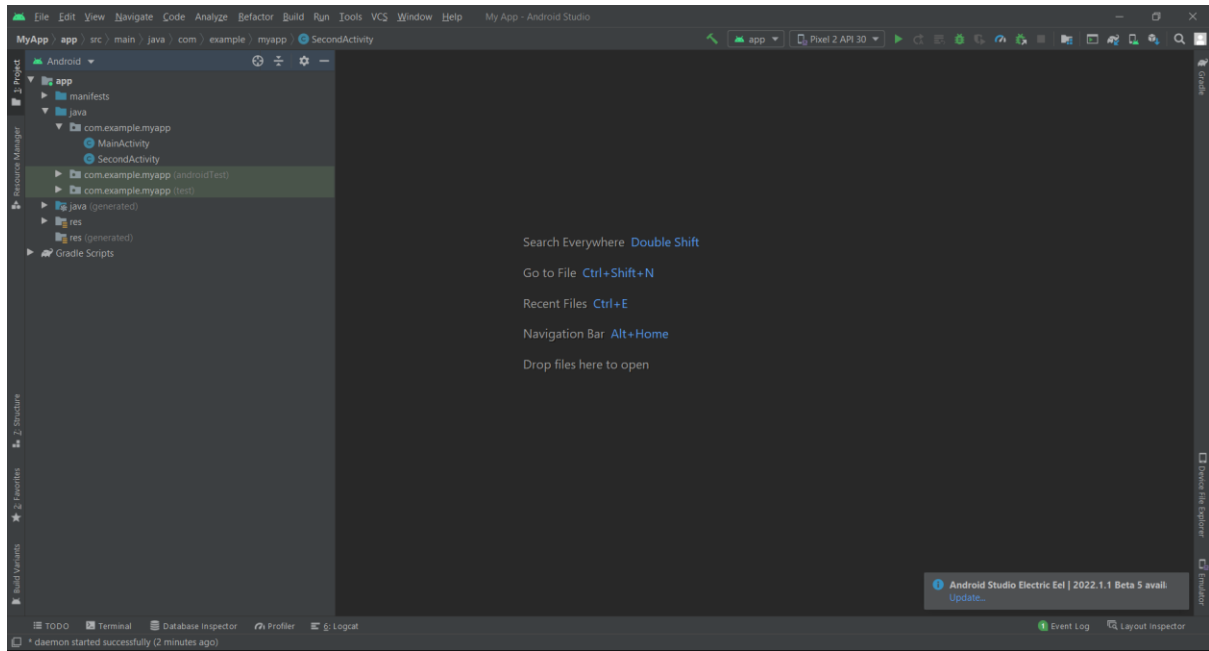 File Edit View Navigate Code Analyze Refactor Build Run Tools VCS Window Help My App - Android Studio
MyApp app src main java com example myapp SecondActivity
app Pixel 2 API 30
1: Project
Resource Manager
2: Structure
2: Favorites
Build Variants
Android
app
manifests
java
com.example.myapp
MainActivity
SecondActivity
com.example.myapp (androidTest)
com.example.myapp (test)
java (generated)
res
res (generated)
Gradle Scripts
Search Everywhere Double Shift
Go to File Ctrl+Shift+N
Recent Files Ctrl+E
Navigation Bar Alt+Home
Drop files here to open
Gradle
Device File Explorer
Emulator
Android Studio Electric Eel | 2022.1.1 Beta 5 avail
Update...
TODO Terminal Database Inspector Profiler 6: Logcat
1 Event Log Layout Inspector
* daemon started successfully (2 minutes ago)